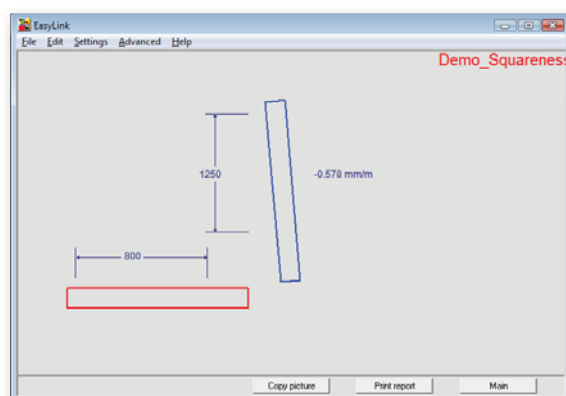 EasyLink
File Edit Settings Advanced Help
Demo_Squareness
1250
-0.578 mm/m
800
Copy picture Print report Main